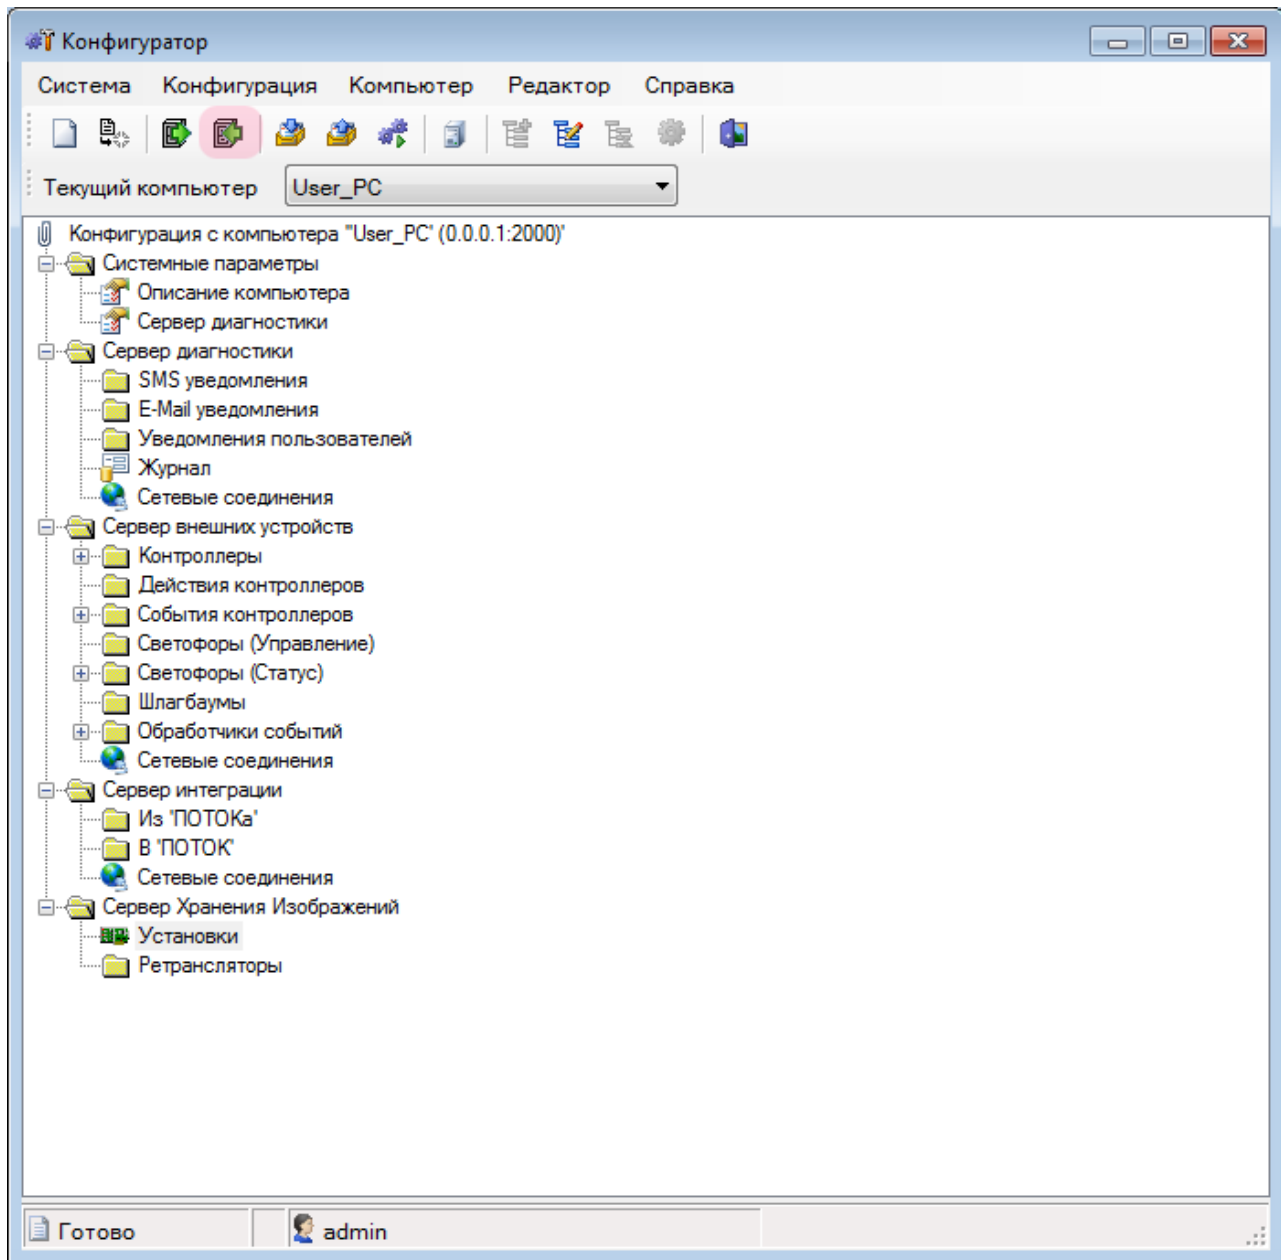 Конфигуратор
Система Конфигурация Компьютер Редактор Справка
Текущий компьютер User_PC
Конфигурация с компьютера "User_PC" (0.0.0.1:2000)'
Системные параметры
Описание компьютера
Сервер диагностики
Сервер диагностики
SMS уведомления
E-Mail уведомления
Уведомления пользователей
Журнал
Сетевые соединения
Сервер внешних устройств
Контроллеры
Действия контроллеров
События контроллеров
Светофоры (Управление)
Светофоры (Статус)
Шлагбаумы
Обработчики событий
Сетевые соединения
Сервер интеграции
Из 'ПОТОКа'
В 'ПОТОК'
Сетевые соединения
Сервер Хранения Изображений
Установки
Ретрансляторы
Готово admin